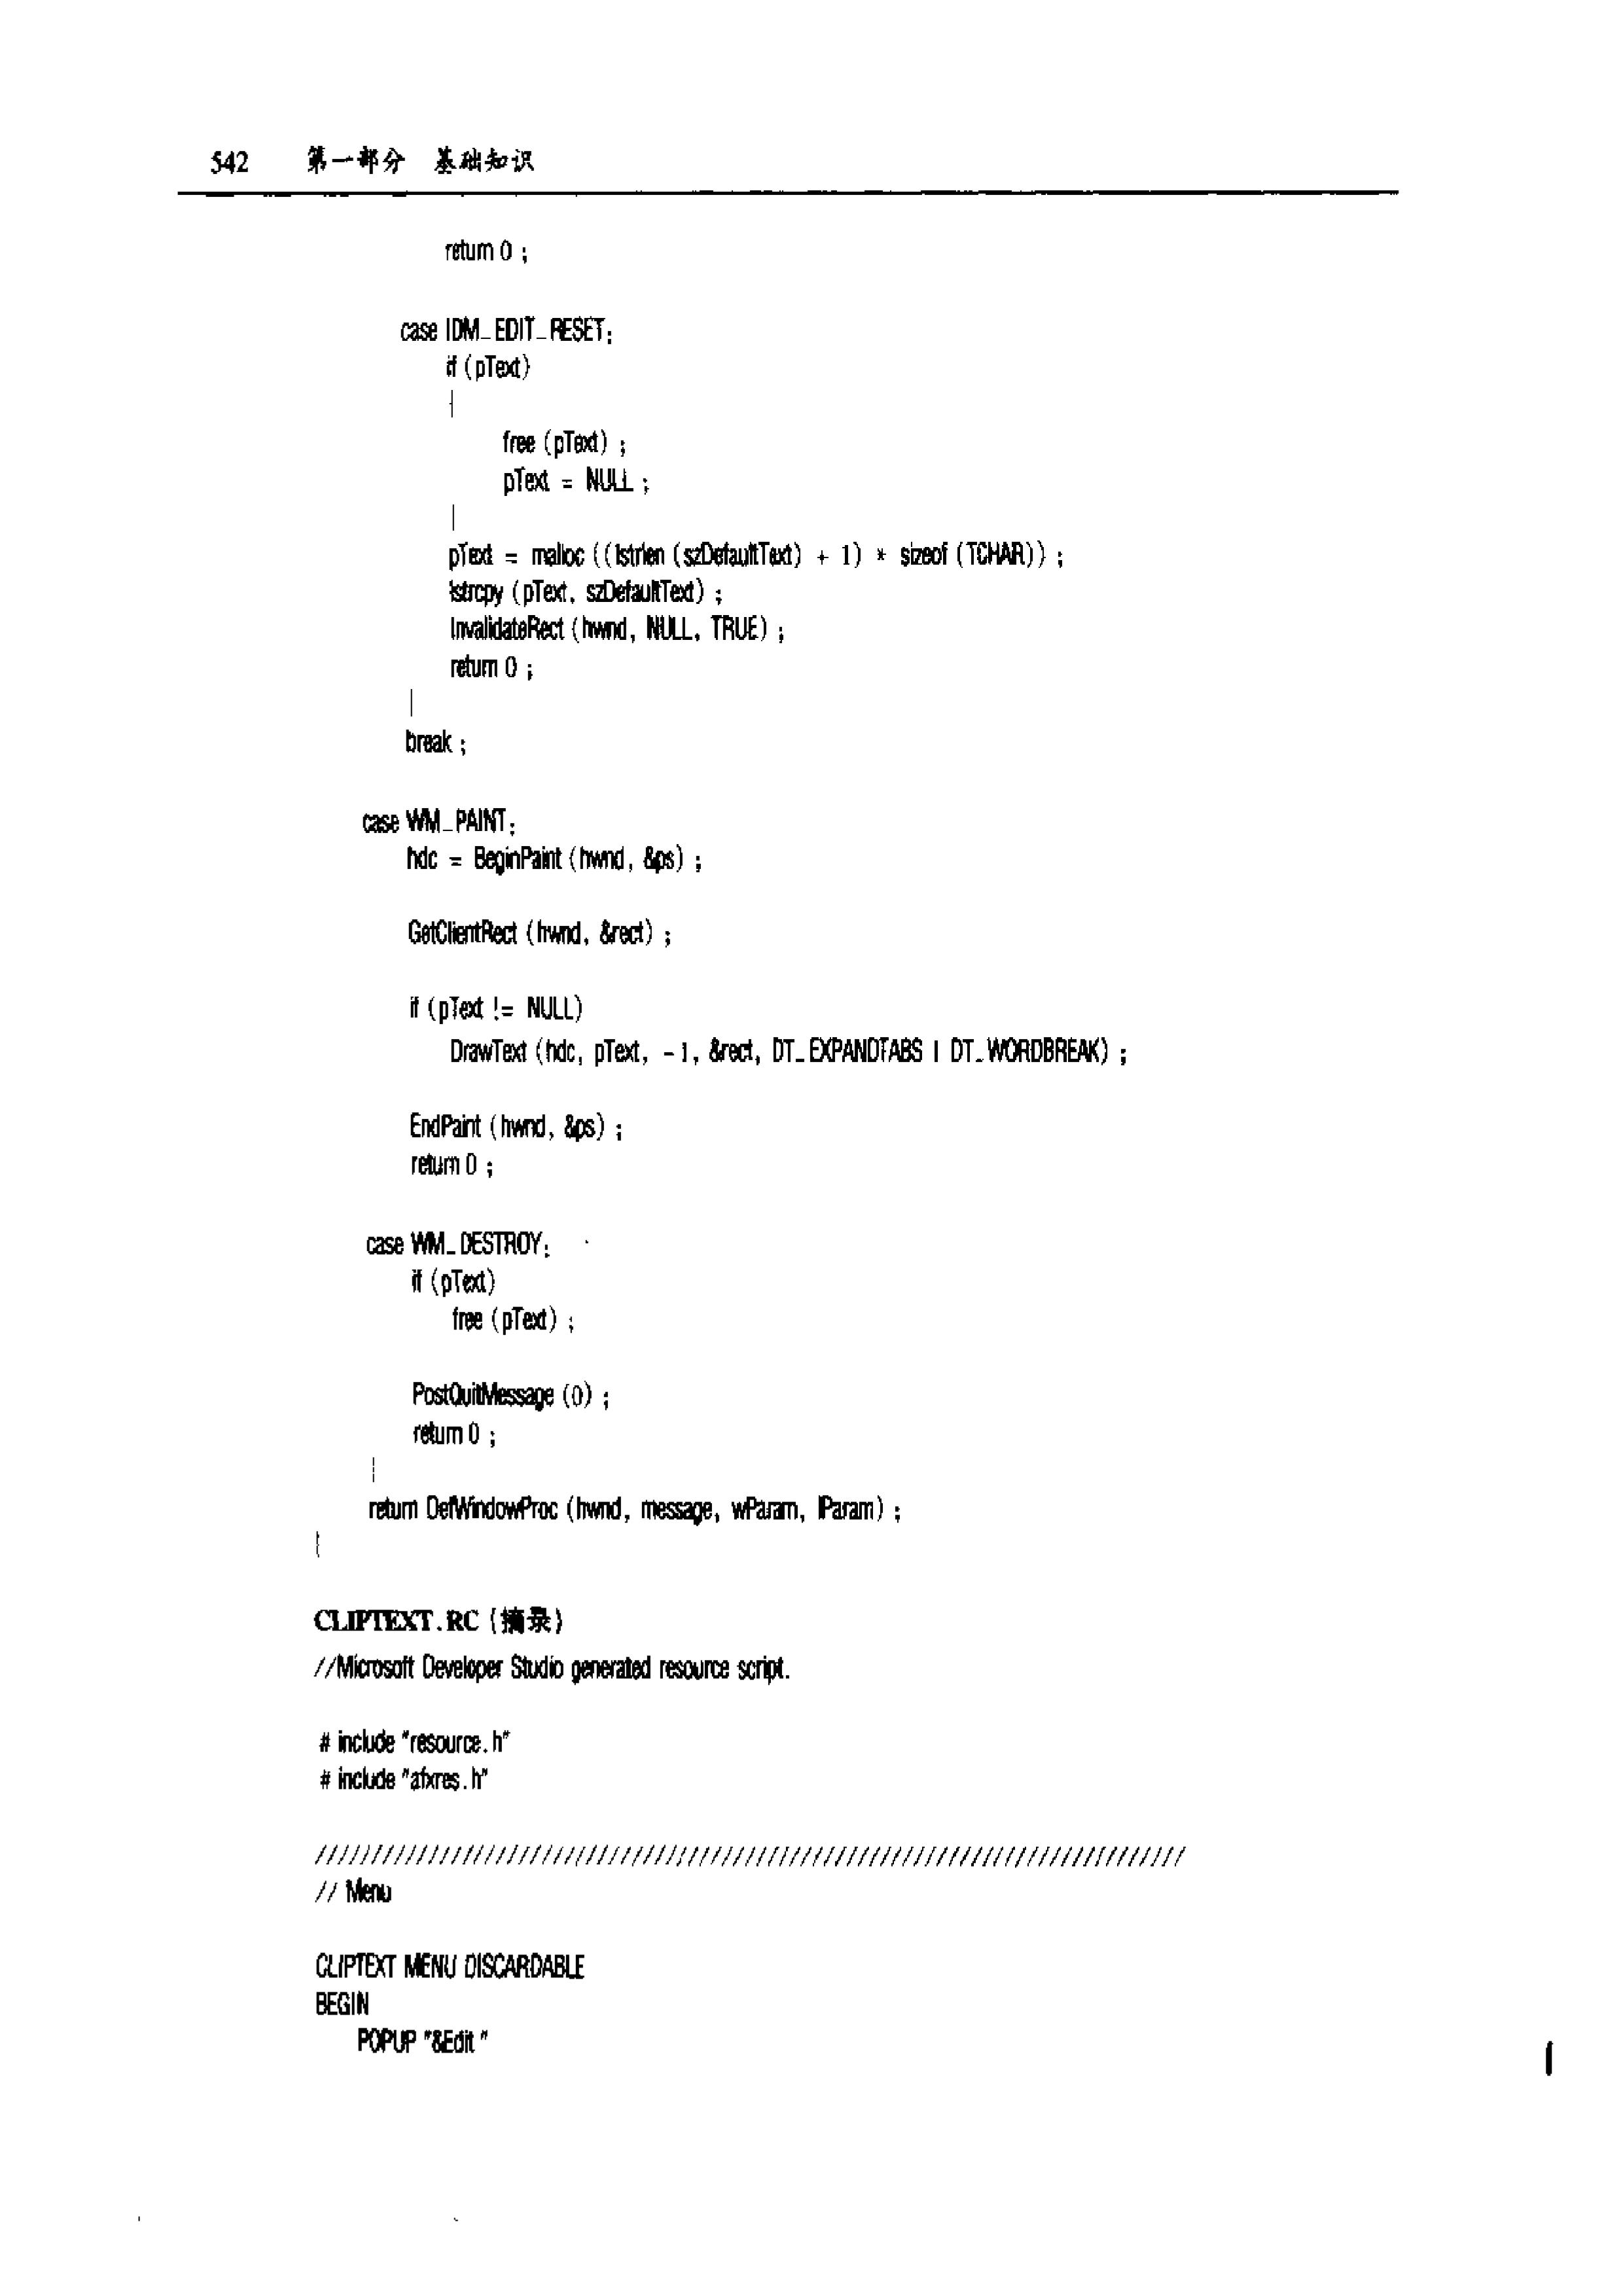 542 第一部分 基础知识
return 0 ;
case IDM_EDIT_RESET:
if (pText)
{
free (pText) ;
pText = NULL ;
}
pText = malloc ((lstrlen (szDefaultText) + 1) * sizeof (TCHAR)) ;
lstrcpy (pText, szDefaultText) ;
InvalidateRect (hwnd, NULL, TRUE) ;
return 0 ;
}
break ;
case WM_PAINT:
hdc = BeginPaint (hwnd, &ps) ;
GetClientRect (hwnd, &rect) ;
if (pText != NULL)
DrawText (hdc, pText, -1, &rect, DT_EXPANDTABS | DT_WORDBREAK) ;
EndPaint (hwnd, &ps) ;
return 0 ;
case WM_DESTROY:
if (pText)
free (pText) ;
PostQuitMessage (0) ;
return 0 ;
}
return DefWindowProc (hwnd, message, wParam, lParam) ;
}
CLIPTEXT.RC (摘录)
//Microsoft Developer Studio generated resource script.
# include "resource.h"
# include "afxres.h"
/////////////////////////////////////////////////////////////////////////////
// Menu
CLIPTEXT MENU DISCARDABLE
BEGIN
POPUP "&Edit "